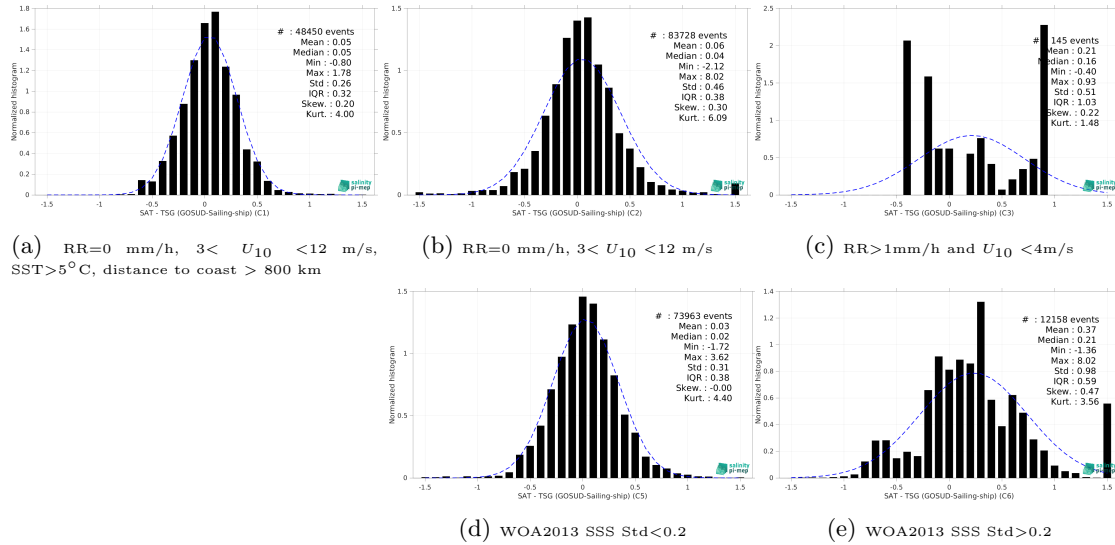 1.8
1.6
1.4
1.2
1
0.8
0.6
0.4
0.2
0
Normalized histogram
# : 48450 events
Mean : 0.05
Median : 0.05
Min : -0.80
Max : 1.78
Std : 0.26
IQR : 0.32
Skew. : 0.20
Kurt. : 4.00
salinity
pi-mep
-1.5 -1 -0.5 0 0.5 1 1.5
SAT - TSG (GOSUD-Sailing-ship) (C1)
(a) RR=0 mm/h, 3< U10 <12 m/s,
SST>5°C, distance to coast > 800 km
1.5
1
0.5
0
Normalized histogram
# : 83728 events
Mean : 0.06
Median : 0.04
Min : -2.12
Max : 8.02
Std : 0.46
IQR : 0.38
Skew. : 0.30
Kurt. : 6.09
salinity
pi-mep
-1.5 -1 -0.5 0 0.5 1 1.5
SAT - TSG (GOSUD-Sailing-ship) (C2)
(b) RR=0 mm/h, 3< U10 <12 m/s
2.5
2
1.5
1
0.5
0
Normalized histogram
# : 145 events
Mean : 0.21
Median : 0.16
Min : -0.40
Max : 0.93
Std : 0.51
IQR : 1.03
Skew. : 0.22
Kurt. : 1.48
salinity
pi-mep
-1.5 -1 -0.5 0 0.5 1 1.5
SAT - TSG (GOSUD-Sailing-ship) (C3)
(c) RR>1mm/h and U10 <4m/s
1.5
1
0.5
0
Normalized histogram
# : 73963 events
Mean : 0.03
Median : 0.02
Min : -1.72
Max : 3.62
Std : 0.31
IQR : 0.38
Skew. : -0.00
Kurt. : 4.40
salinity
pi-mep
-1.5 -1 -0.5 0 0.5 1 1.5
SAT - TSG (GOSUD-Sailing-ship) (C5)
(d) WOA2013 SSS Std<0.2
1.4
1.2
1
0.8
0.6
0.4
0.2
0
Normalized histogram
# : 12158 events
Mean : 0.37
Median : 0.21
Min : -1.36
Max : 8.02
Std : 0.98
IQR : 0.59
Skew. : 0.47
Kurt. : 3.56
salinity
pi-mep
-1.5 -1 -0.5 0 0.5 1 1.5
SAT - TSG (GOSUD-Sailing-ship) (C6)
(e) WOA2013 SSS Std>0.2